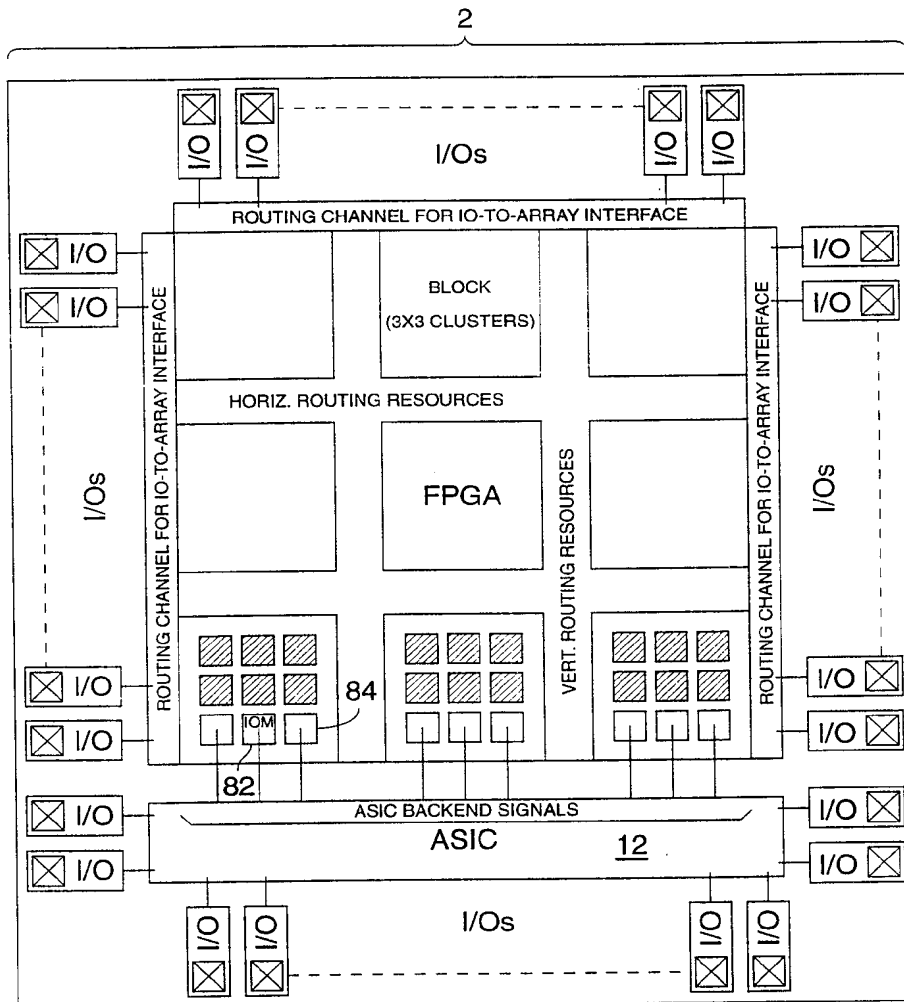 2
I/O
I/O
I/O
I/O
I/Os
ROUTING CHANNEL FOR IO-TO-ARRAY INTERFACE
I/O
I/O
I/O
I/O
BLOCK
(3X3 CLUSTERS)
ROUTING CHANNEL FOR IO-TO-ARRAY INTERFACE
ROUTING CHANNEL FOR IO-TO-ARRAY INTERFACE
HORIZ. ROUTING RESOURCES
I/Os
FPGA
VERT. ROUTING RESOURCES
I/Os
I/O
I/O
84
I/O
IOM
I/O
82
I/O
ASIC BACKEND SIGNALS
I/O
ASIC
12
I/O
I/O
I/O
I/O
I/Os
I/O
I/O